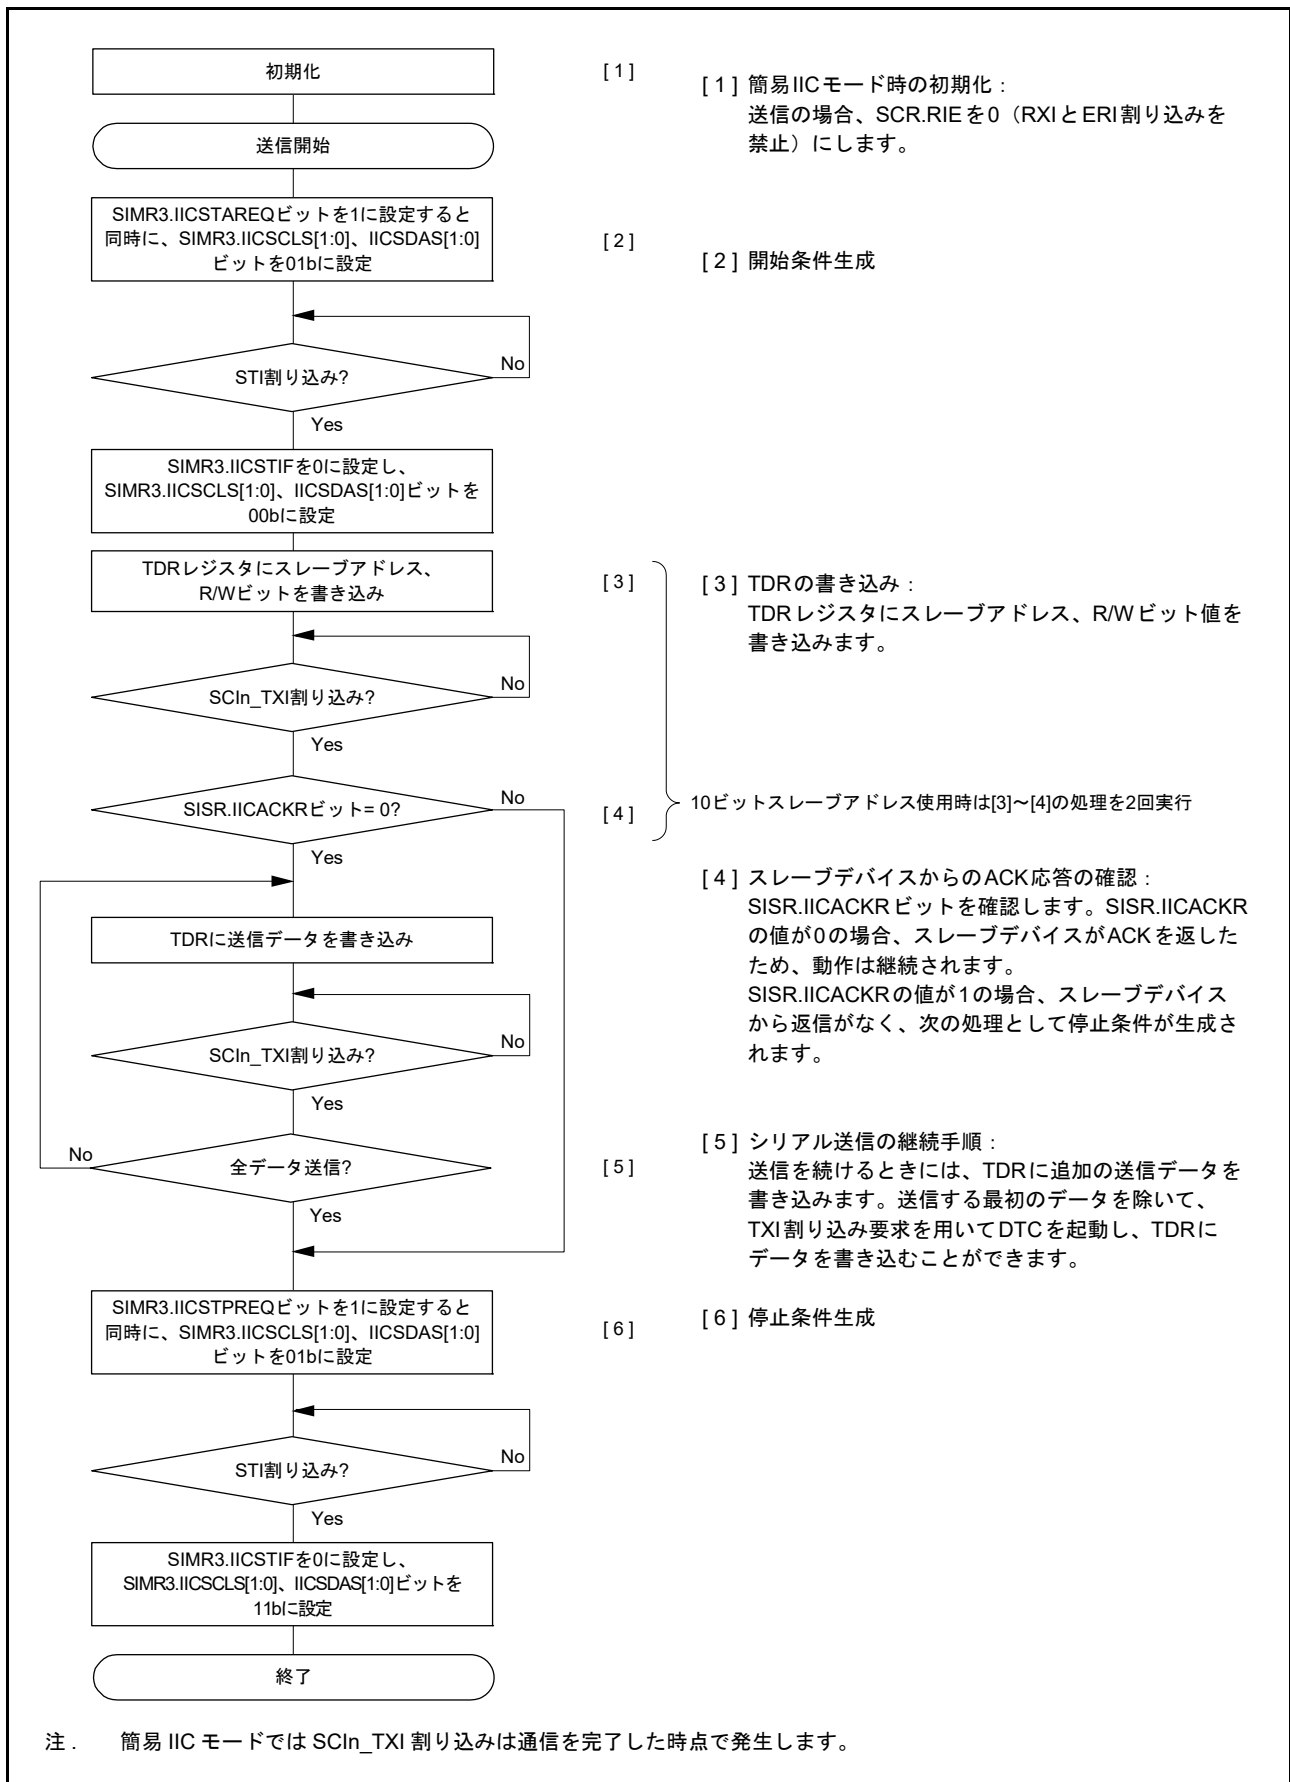 初期化
[ 1 ]
[ 1 ] 簡易IICモード時の初期化：
送信の場合、SCR.RIEを0（RXIとERI割り込みを
禁止）にします。
送信開始
SIMR3.IICSTAREQビットを1に設定すると
同時に、SIMR3.IICSCLS[1:0]、IICSDAS[1:0]
ビットを01bに設定
[ 2 ]
[ 2 ] 開始条件生成
STI割り込み?
No
Yes
SIMR3.IICSTIFを0に設定し、
SIMR3.IICSCLS[1:0]、IICSDAS[1:0]ビットを
00bに設定
TDRレジスタにスレーブアドレス、
R/Wビットを書き込み
[ 3 ]
[ 3 ] TDRの書き込み：
TDRレジスタにスレーブアドレス、R/Wビット値を
書き込みます。
SCIn_TXI割り込み?
No
Yes
SISR.IICACKRビット= 0?
No
Yes
[ 4 ]
10ビットスレーブアドレス使用時は[3]～[4]の処理を2回実行
[ 4 ] スレーブデバイスからのACK応答の確認：
SISR.IICACKRビットを確認します。SISR.IICACKR
の値が0の場合、スレーブデバイスがACKを返した
ため、動作は継続されます。
SISR.IICACKRの値が1の場合、スレーブデバイス
から返信がなく、次の処理として停止条件が生成さ
れます。
TDRに送信データを書き込み
SCIn_TXI割り込み?
No
Yes
全データ送信?
No
Yes
[ 5 ]
[ 5 ] シリアル送信の継続手順：
送信を続けるときには、TDRに追加の送信データを
書き込みます。送信する最初のデータを除いて、
TXI割り込み要求を用いてDTCを起動し、TDRに
データを書き込むことができます。
SIMR3.IICSTPREQビットを1に設定すると
同時に、SIMR3.IICSCLS[1:0]、IICSDAS[1:0]
ビットを01bに設定
[ 6 ]
[ 6 ] 停止条件生成
STI割り込み?
No
Yes
SIMR3.IICSTIFを0に設定し、
SIMR3.IICSCLS[1:0]、IICSDAS[1:0]ビットを
11bに設定
終了
注 . 簡易 IIC モードでは SCIn_TXI 割り込みは通信を完了した時点で発生します。